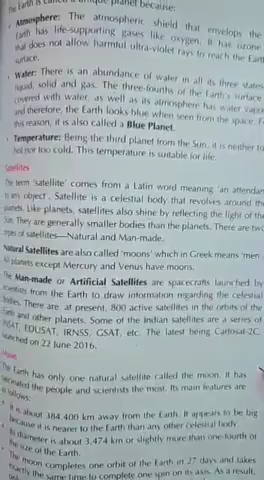 The Earth is called a unique planet because:
• Atmosphere: The atmospheric shield that envelops the
Earth has life-supporting gases like oxygen. It has ozone
that does not allow harmful ultra-violet rays to reach the Earth
surface.
• Water: There is an abundance of water in all its three states
liquid, solid and gas. The three-fourths of the Earth's surface
covered with water, as well as its atmosphere has water vapou
and therefore, the Earth looks blue when seen from the space. F
this reason, it is also called a Blue Planet.
• Temperature: Being the third planet from the Sun, it is neither to
hot nor too cold. This temperature is suitable for life.
Satellites
The term 'satellite' comes from a Latin word meaning 'an attendan
to an object'. Satellite is a celestial body that revolves around th
planets. Like planets, satellites also shine by reflecting the light of th
Sun. They are generally smaller bodies than the planets. There are two
types of satellites—Natural and Man-made.
Natural Satellites are also called 'moons' which in Greek means 'men
All planets except Mercury and Venus have moons.
The Man-made or Artificial Satellites are spacecrafts launched by
scientists from the Earth to draw information regarding the celestial
bodies. There are at present, 800 active satellites in the orbits of the
Earth and other planets. Some of the Indian satellites are a series of
INSAT, EDUSAT, IRNSS, GSAT, etc. The latest being Cartosat-2C,
launched on 22 June 2016.
Moon
The Earth has only one natural satellite called the moon. It has
fascinated the people and scientists the most. Its main features are
as follows:
• It is about 384,400 km away from the Earth. It appears to be big
because it is nearer to the Earth than any other celestial body.
• Its diameter is about 3,474 km or slightly more than one-fourth of
the size of the Earth.
• The moon completes one orbit of the Earth in 27 days and takes
exactly the same time to complete one spin on its axis. As a result,